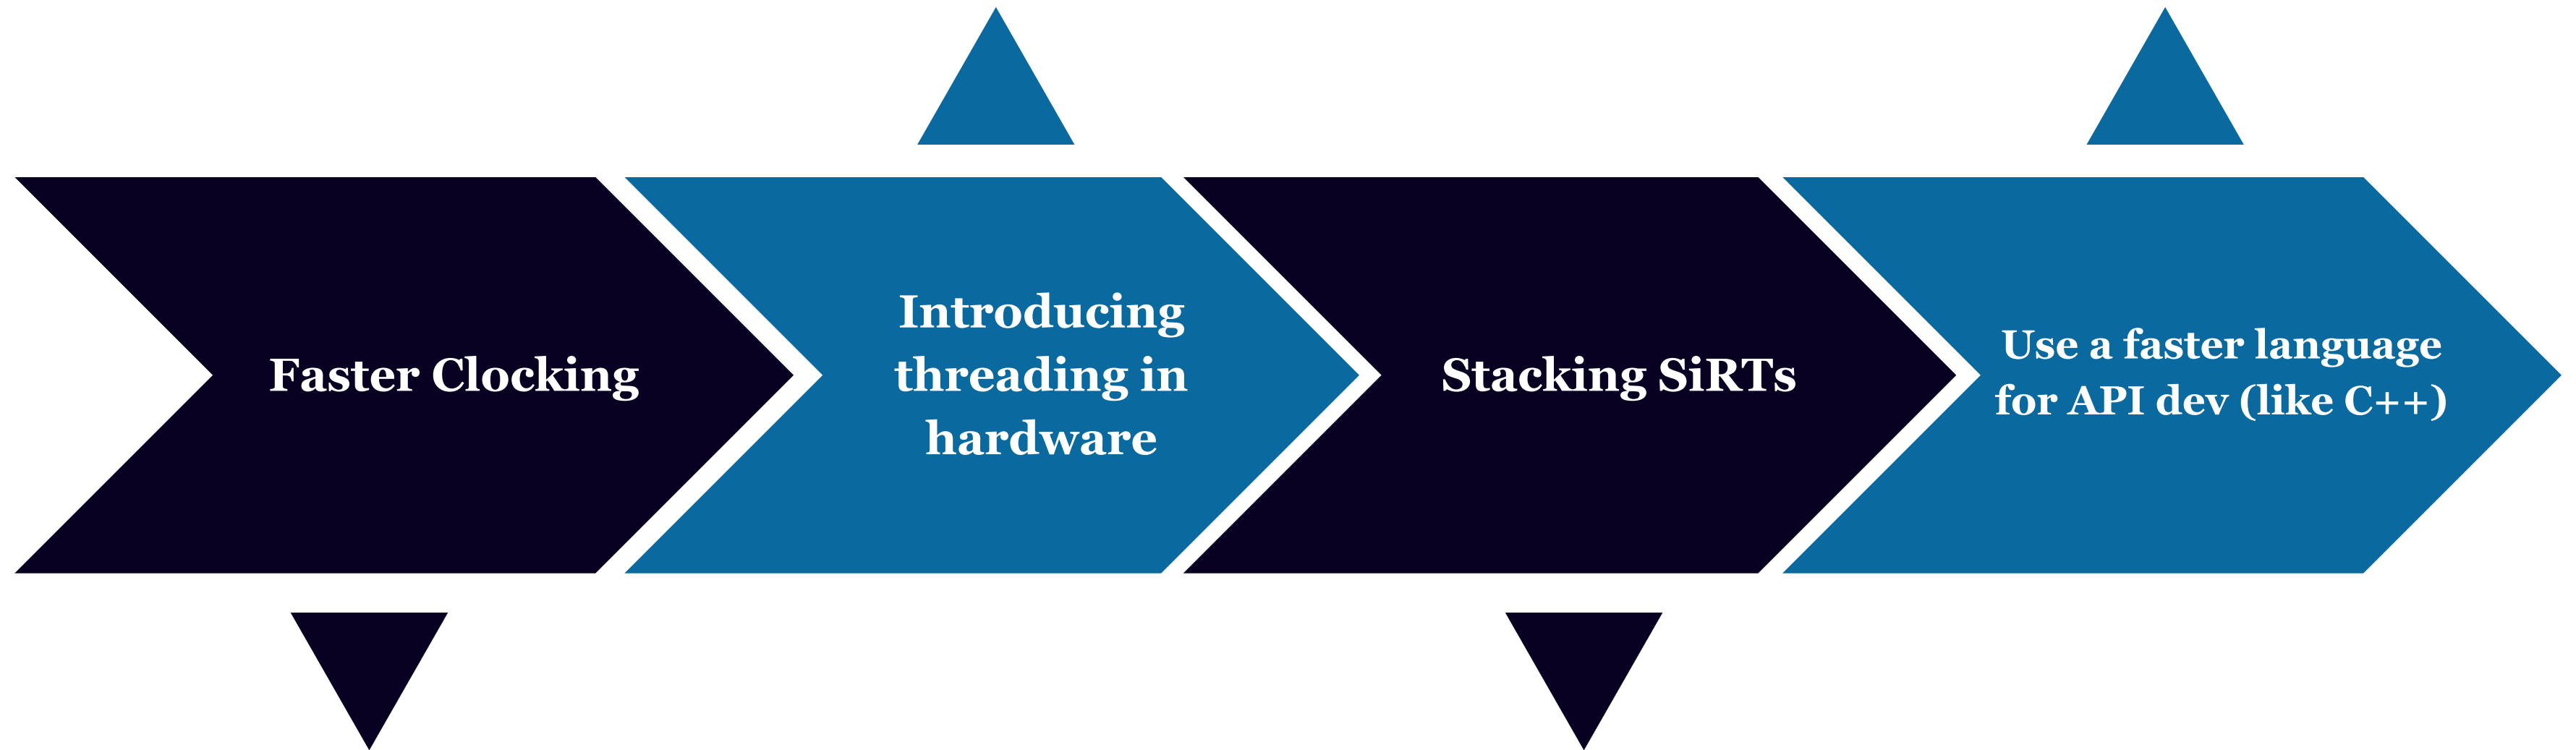 Faster Clocking
Introducing
threading in
hardware
Stacking SiRTs
Use a faster language
for API dev (like C++)